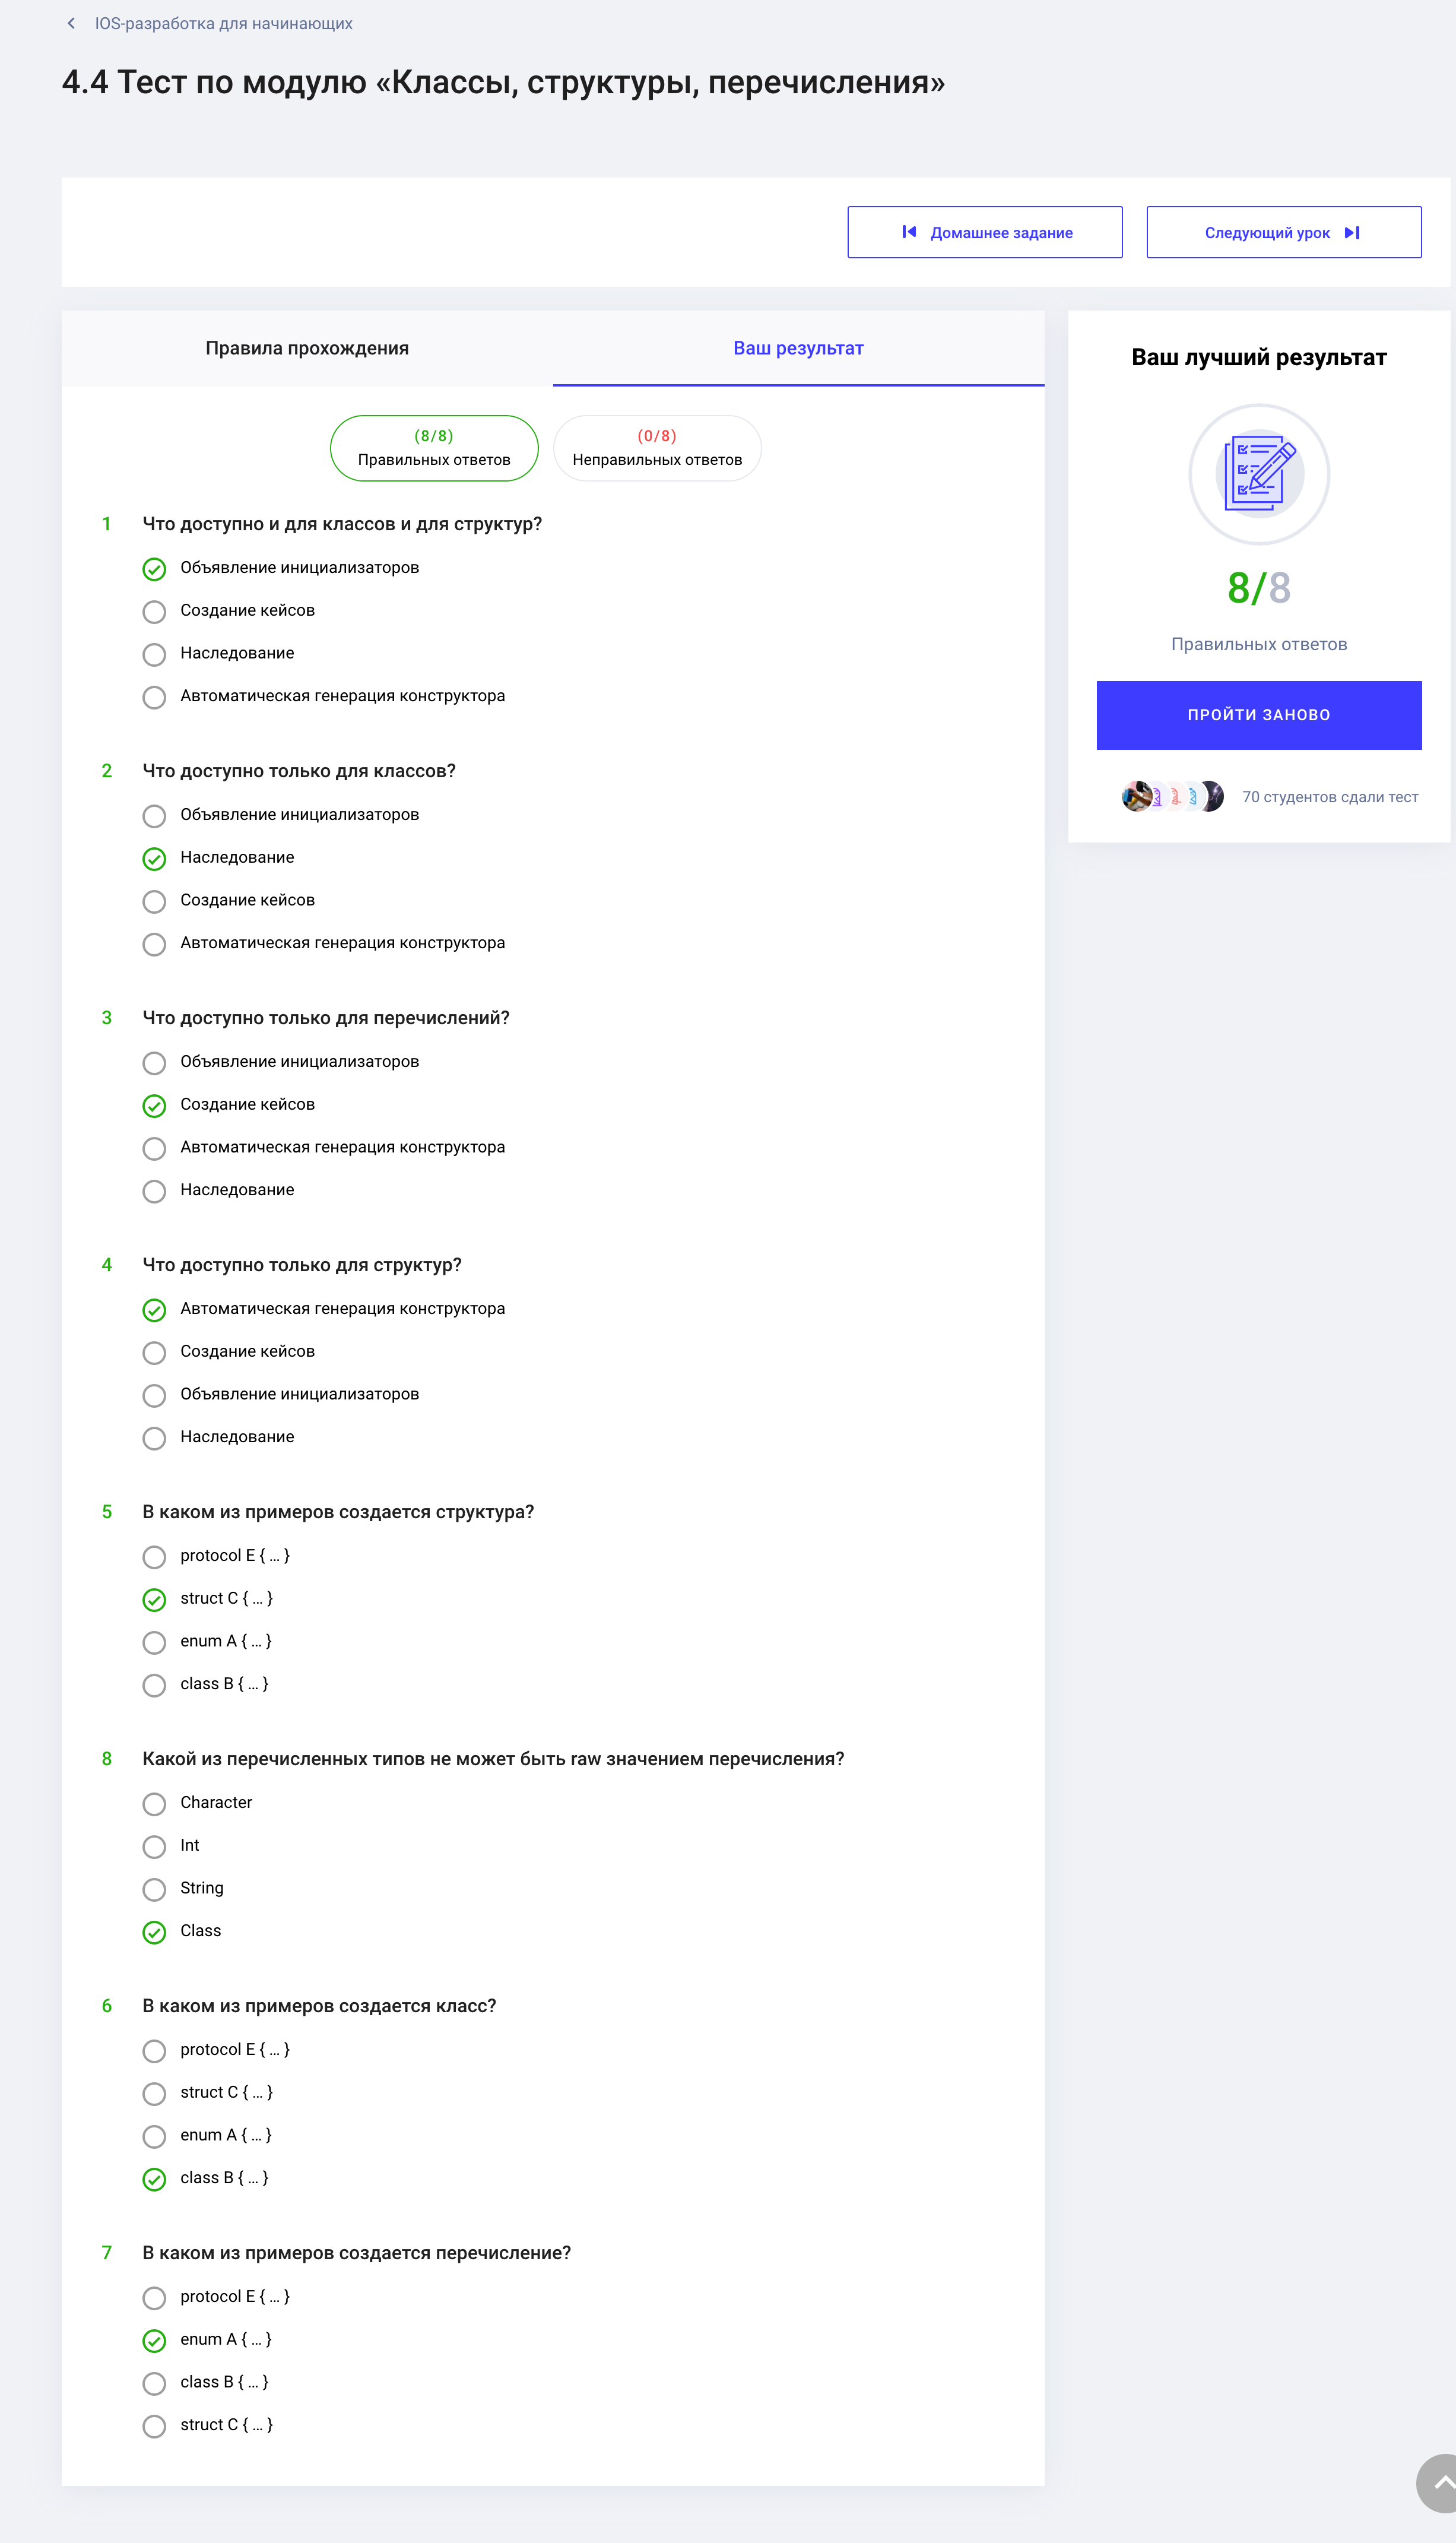 IOS-разработка для начинающих
4.4 Тест по модулю «Классы, структуры, перечисления»
Домашнее задание
Следующий урок
Правила прохождения
Ваш результат
(8/8)
Правильных ответов
(0/8)
Неправильных ответов
1 Что доступно и для классов и для структур?
Объявление инициализаторов
Создание кейсов
Наследование
Автоматическая генерация конструктора
2 Что доступно только для классов?
Объявление инициализаторов
Наследование
Создание кейсов
Автоматическая генерация конструктора
3 Что доступно только для перечислений?
Объявление инициализаторов
Создание кейсов
Автоматическая генерация конструктора
Наследование
4 Что доступно только для структур?
Автоматическая генерация конструктора
Создание кейсов
Объявление инициализаторов
Наследование
5 В каком из примеров создается структура?
protocol E { ... }
struct C { ... }
enum A { ... }
class B { ... }
8 Какой из перечисленных типов не может быть raw значением перечисления?
Character
Int
String
Class
6 В каком из примеров создается класс?
protocol E { ... }
struct C { ... }
enum A { ... }
class B { ... }
7 В каком из примеров создается перечисление?
protocol E { ... }
enum A { ... }
class B { ... }
struct C { ... }
Ваш лучший результат
8/8
Правильных ответов
ПРОЙТИ ЗАНОВО
70 студентов сдали тест